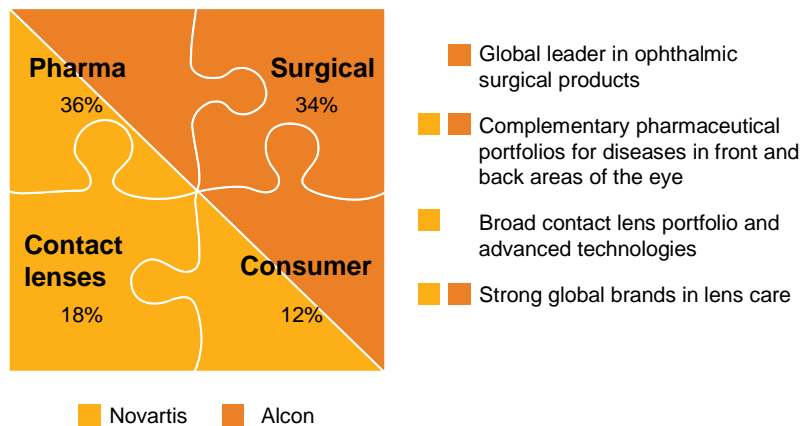 Pharma
36%
Surgical
34%
Contact
lenses
18%
Consumer
12%
Global leader in ophthalmic
surgical products
Complementary pharmaceutical
portfolios for diseases in front and
back areas of the eye
Broad contact lens portfolio and
advanced technologies
Strong global brands in lens care
Novartis
Alcon